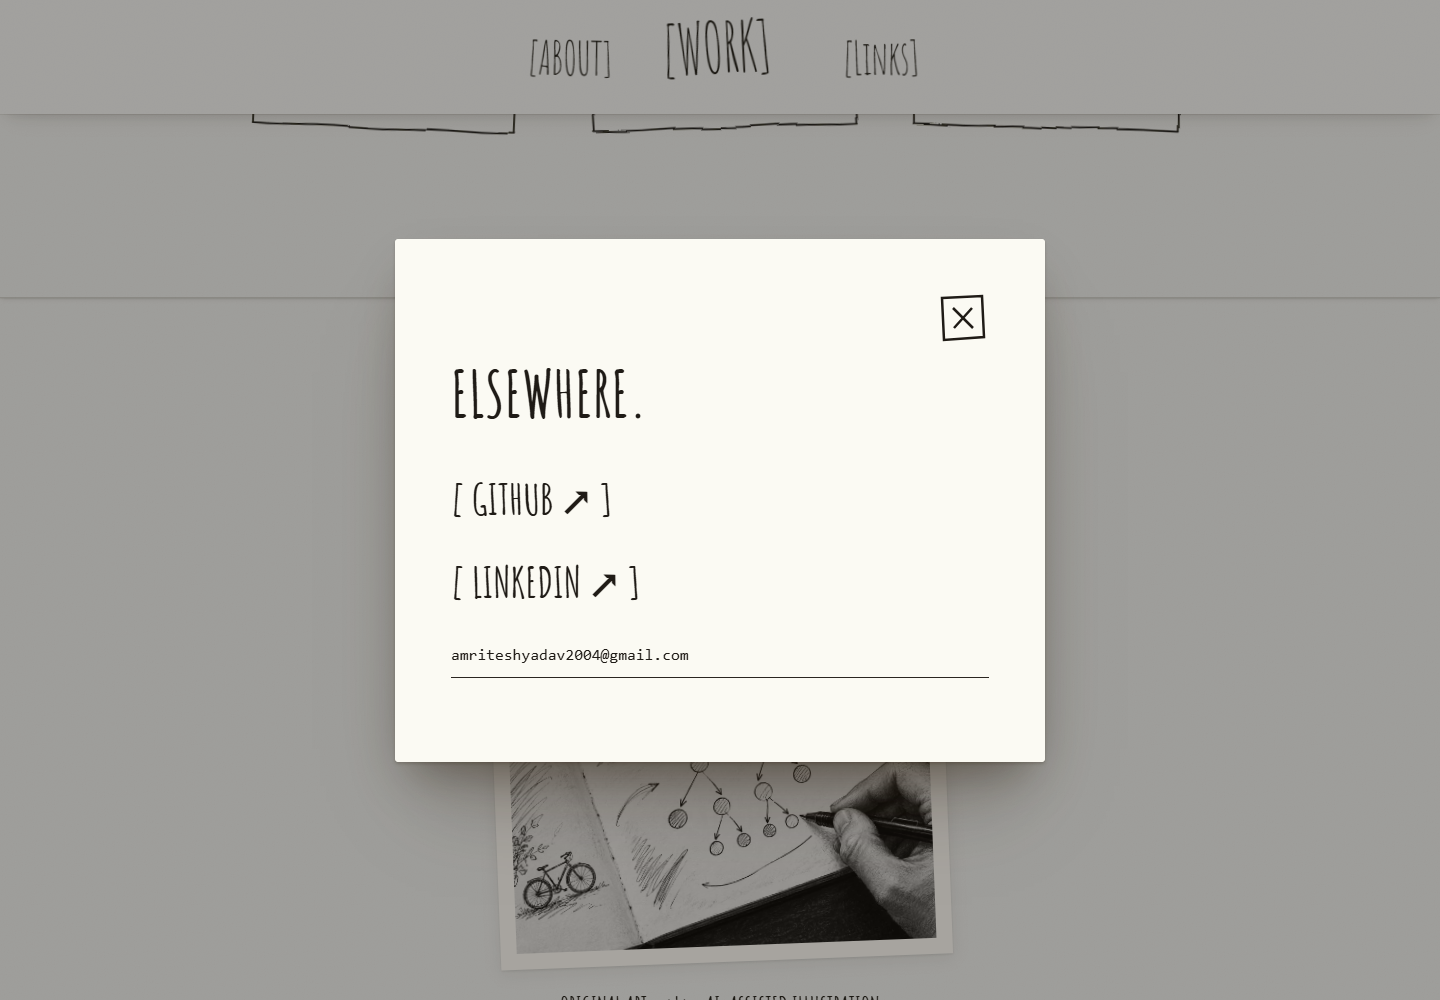 [ABOUT] [WORK] [LINKS]
ELSEWHERE.
[ GITHUB ↗ ]
[ LINKEDIN ↗ ]
amriteshyadav2004@gmail.com